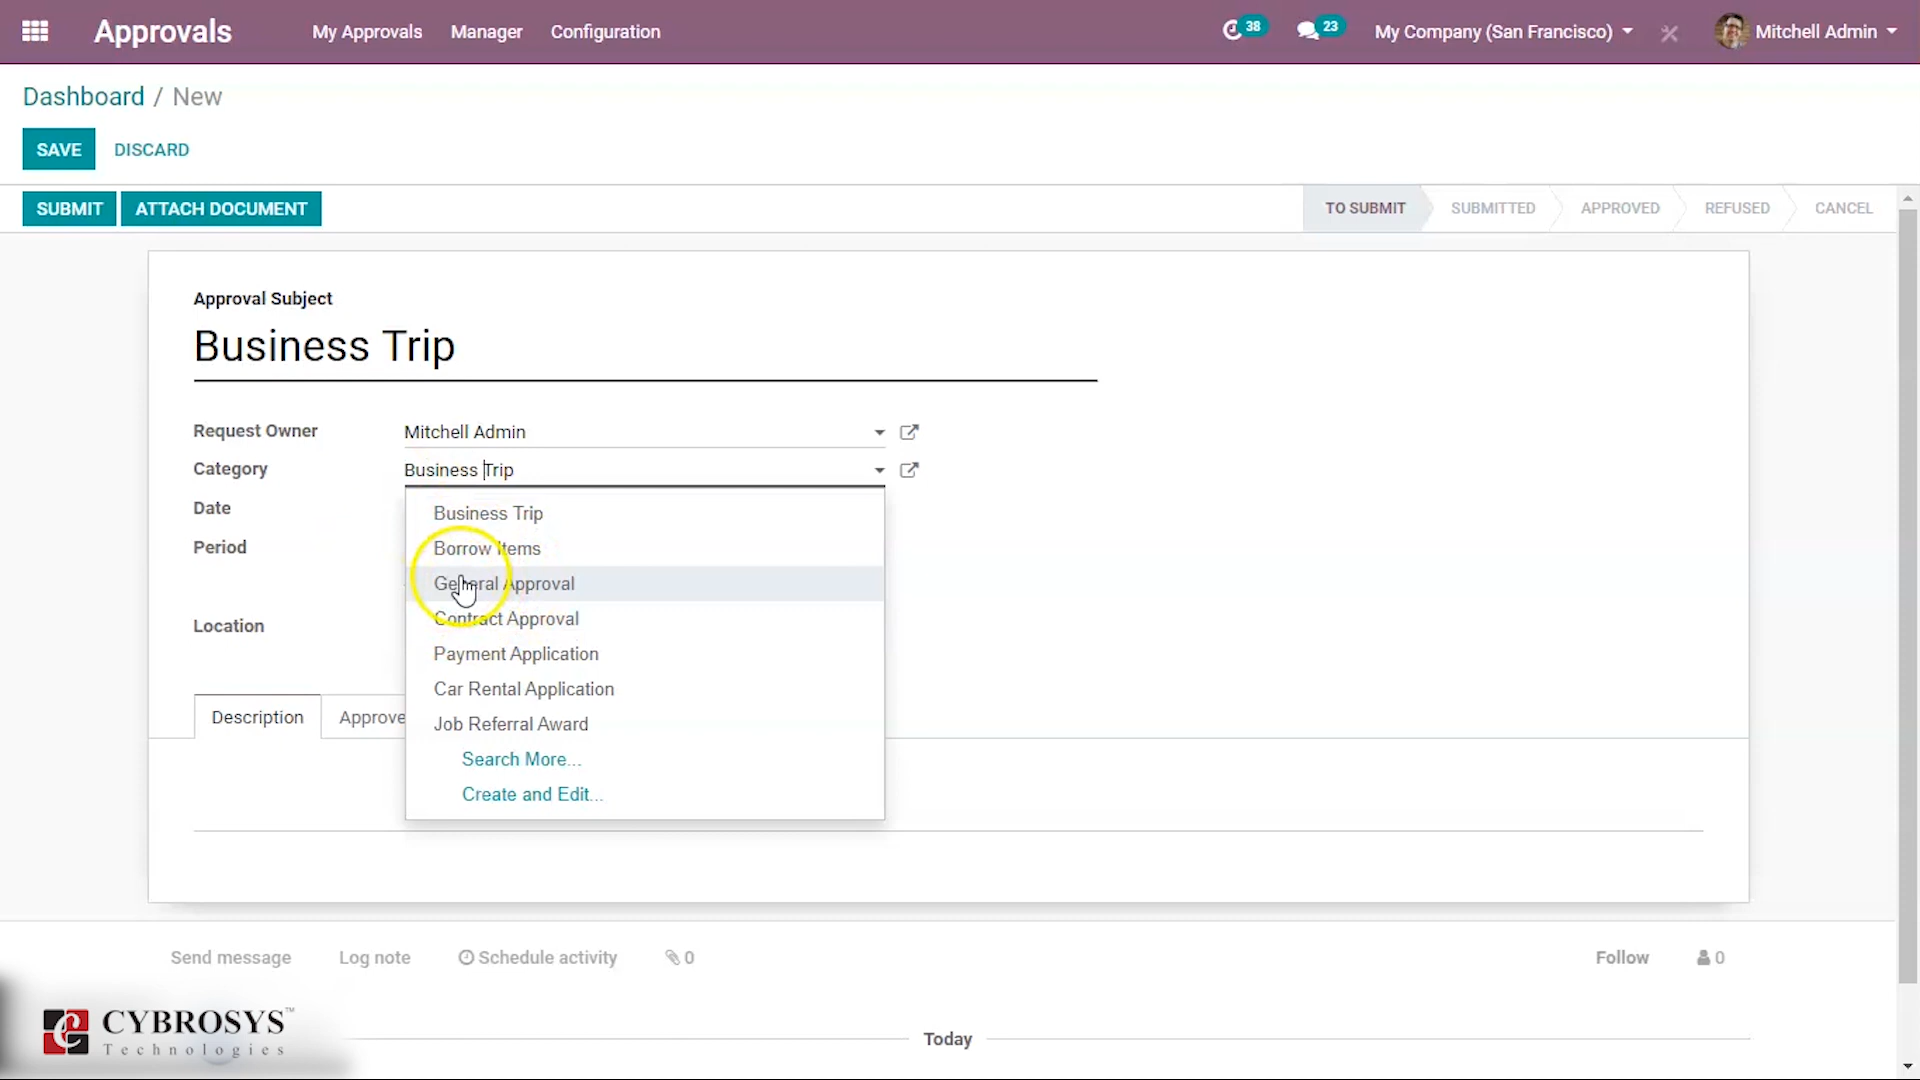 Approvals My Approvals Manager Configuration 38 23 My Company (San Francisco) Mitchell Admin
Dashboard / New
SAVE DISCARD
SUBMIT ATTACH DOCUMENT TO SUBMIT SUBMITTED APPROVED REFUSED CANCEL
Approval Subject
Business Trip
Request Owner Mitchell Admin
Category Business Trip
Date
Business Trip
Period
Borrow Items
General Approval
Location
Contract Approval
Payment Application
Car Rental Application
Description Approve
Job Referral Award
Search More...
Create and Edit...
Send message Log note Schedule activity 0 Follow 0
CYBROSYS™
Technologies
Today